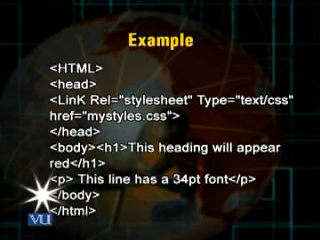 Example
<HTML>
<head>
<LinK Rel="stylesheet" Type="text/css"
href="mystyles.css">
</head>
<body><h1>This heading will appear
red</h1>
<p> This line has a 34pt font</p>
</body>
</html>
VU